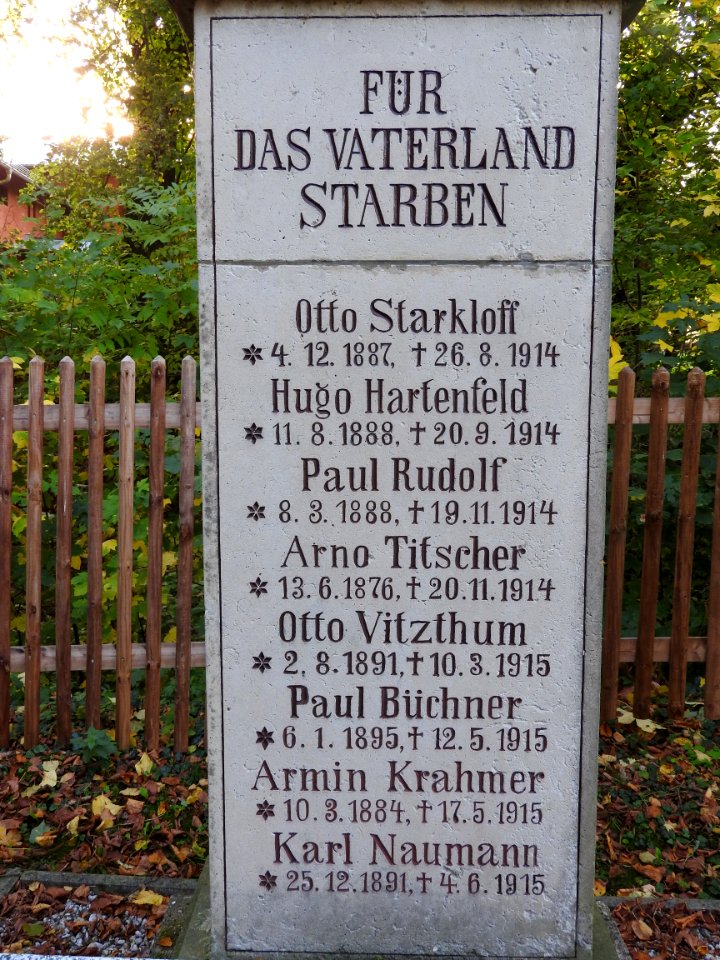 FÜR
DAS VATERLAND
STARBEN
Otto Starkloff
* 4. 12. 1887, † 26. 8. 1914
Hugo Hartenfeld
* 11. 8. 1888, † 20. 9. 1914
Paul Rudolf
* 8. 3. 1888, † 19. 11. 1914
Arno Titscher
* 13. 6. 1876, † 20. 11. 1914
Otto Vitzthum
* 2. 8. 1891, † 10. 3. 1915
Paul Büchner
* 6. 1. 1895, † 12. 5. 1915
Armin Krahmer
* 10. 3. 1884, † 17. 5. 1915
Karl Naumann
* 25. 12. 1891, † 4. 6. 1915